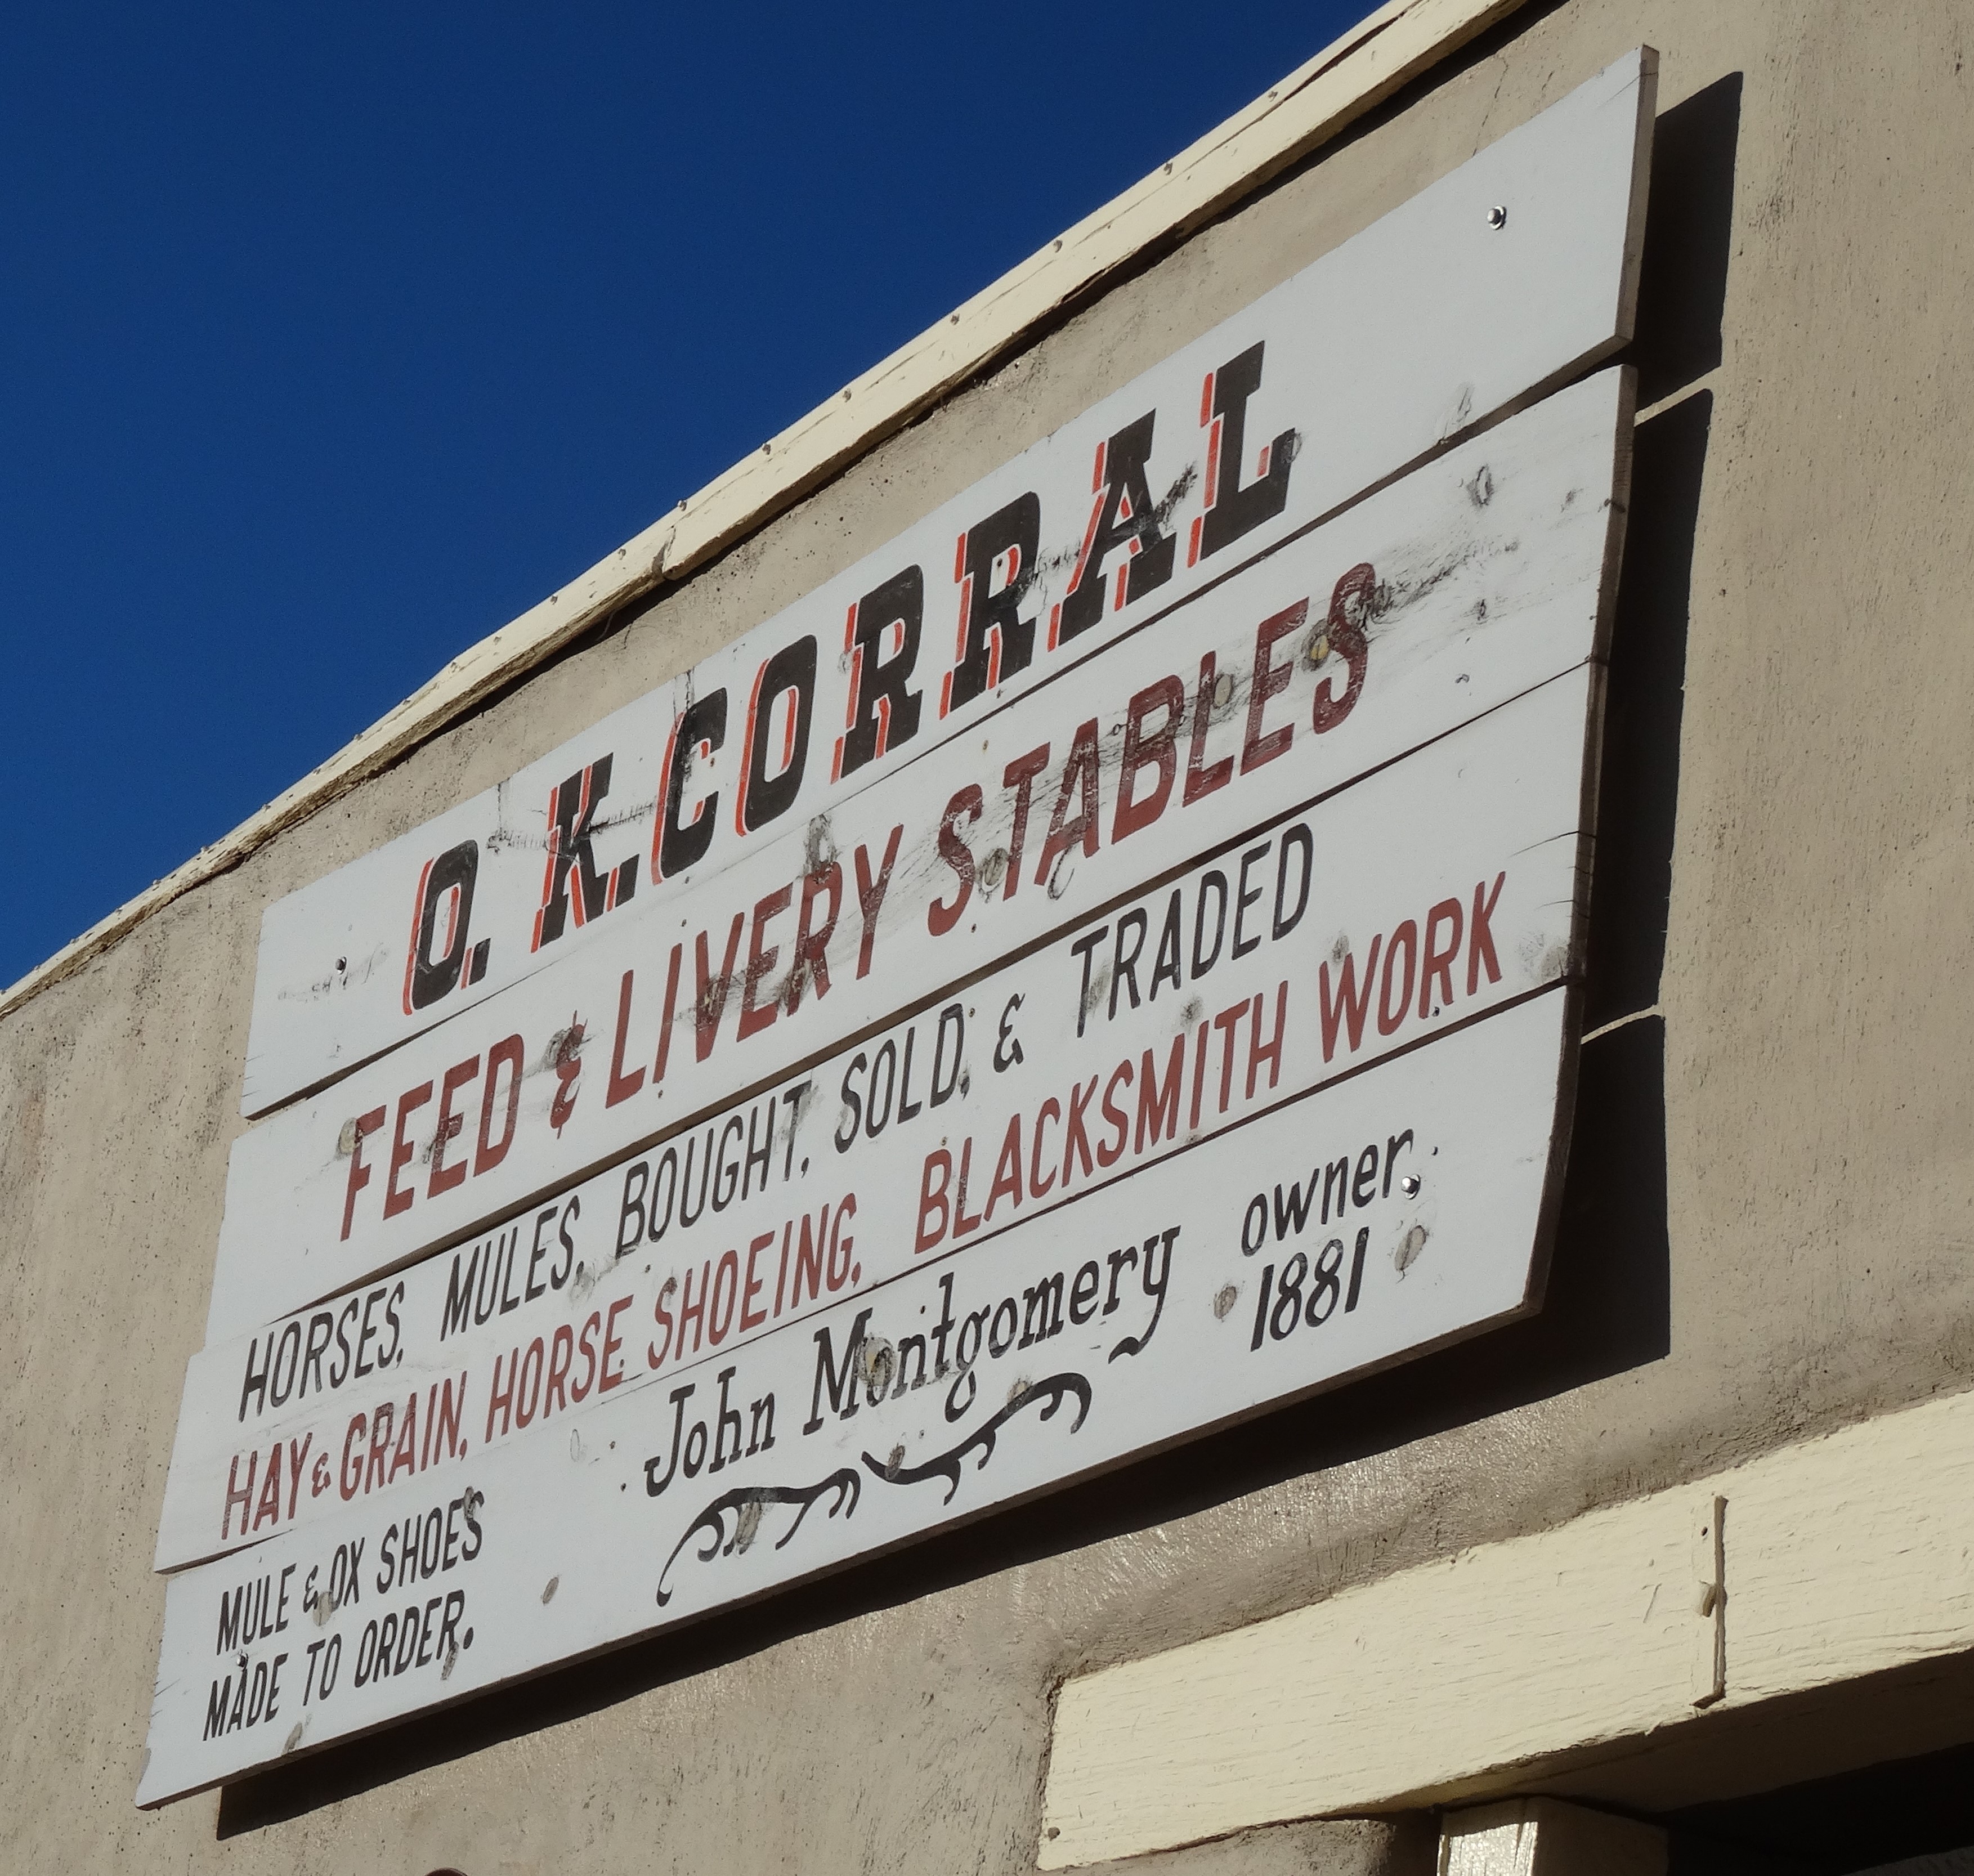 O. K. CORRAL
FEED & LIVERY STABLES
HORSES, MULES, BOUGHT, SOLD, & TRADED
HAY & GRAIN, HORSE SHOEING, BLACKSMITH WORK
MULE & OX SHOES
MADE TO ORDER.
John Montgomery owner,
1881